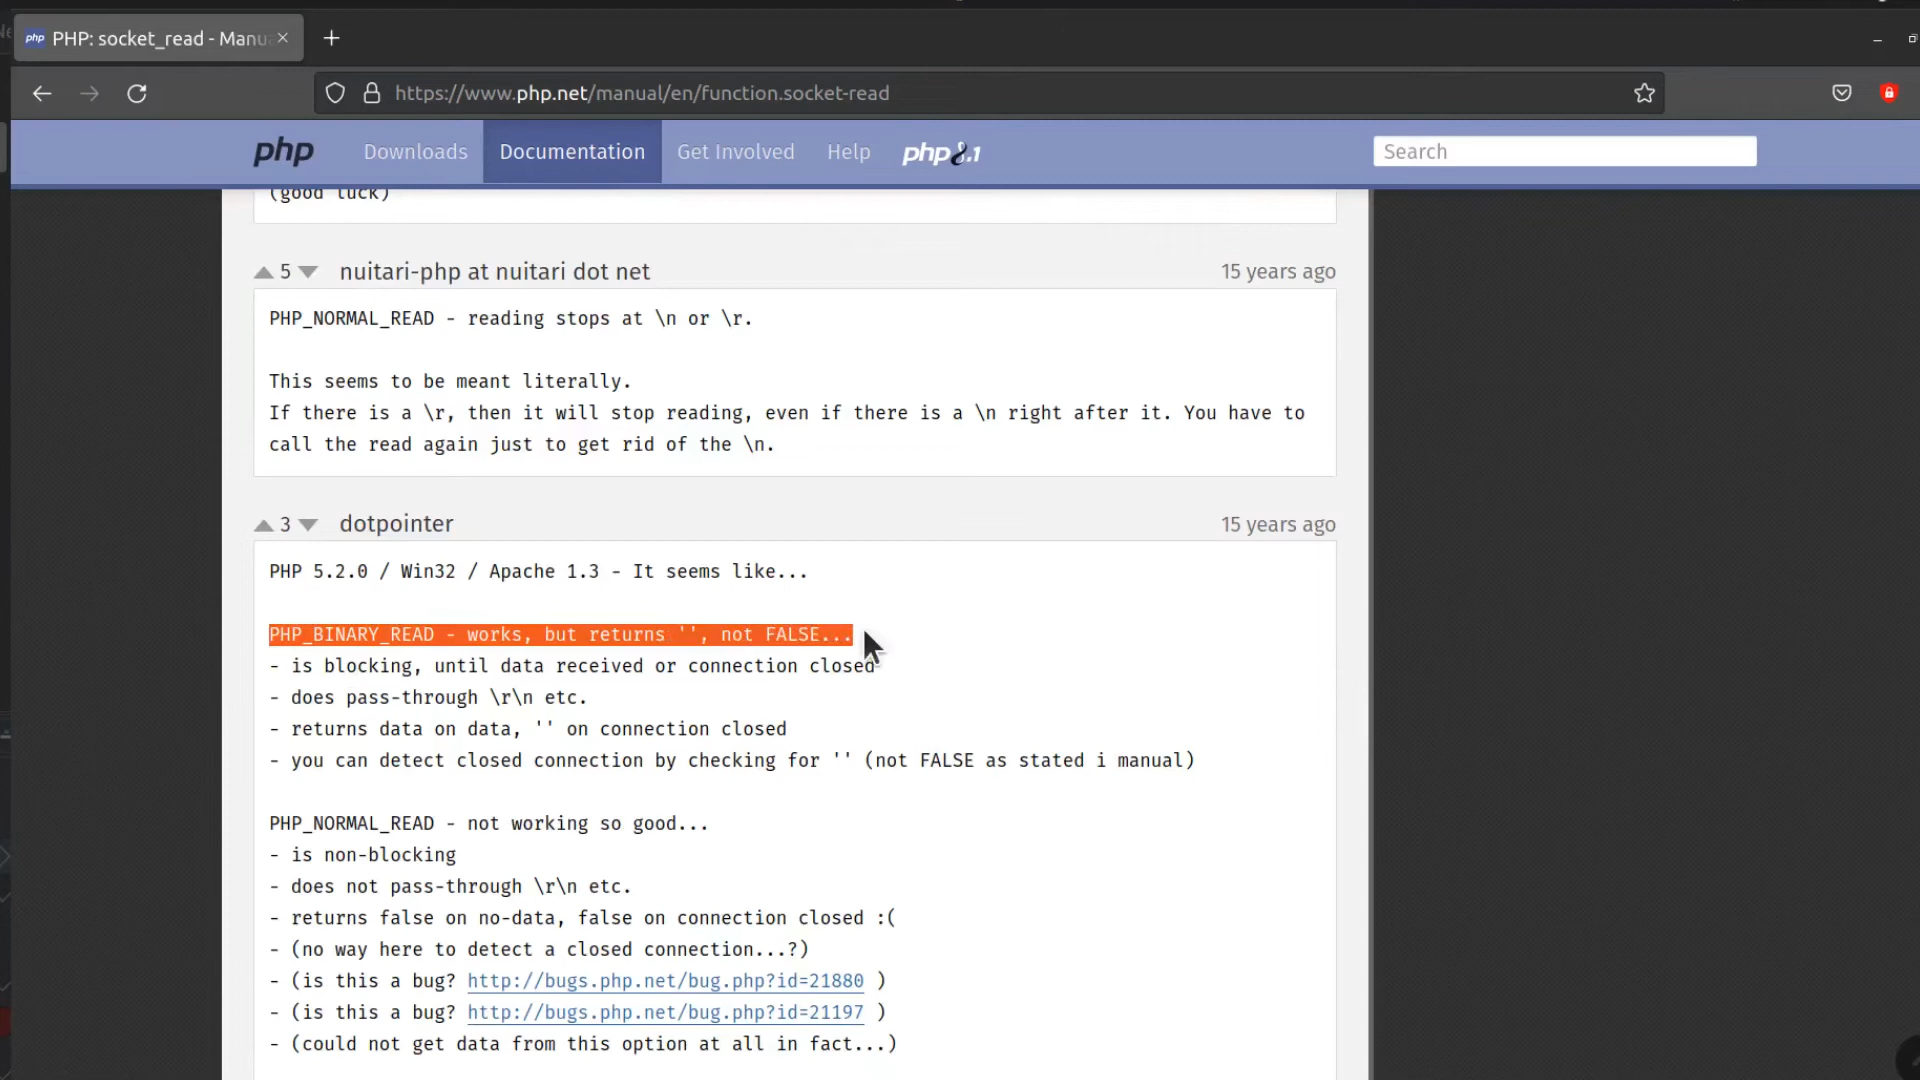 php PHP: socket_read - Manu
https://www.php.net/manual/en/function.socket-read
php Downloads Documentation Get Involved Help php8.1 Search
(good luck)
5 nuitari-php at nuitari dot net 15 years ago
PHP_NORMAL_READ - reading stops at \n or \r.
This seems to be meant literally.
If there is a \r, then it will stop reading, even if there is a \n right after it. You have to
call the read again just to get rid of the \n.
3 dotpointer 15 years ago
PHP 5.2.0 / Win32 / Apache 1.3 - It seems like...
PHP_BINARY_READ - works, but returns '', not FALSE...
- is blocking, until data received or connection closed
- does pass-through \r\n etc.
- returns data on data, '' on connection closed
- you can detect closed connection by checking for '' (not FALSE as stated i manual)
PHP_NORMAL_READ - not working so good...
- is non-blocking
- does not pass-through \r\n etc.
- returns false on no-data, false on connection closed :(
- (no way here to detect a closed connection...?)
- (is this a bug? http://bugs.php.net/bug.php?id=21880 )
- (is this a bug? http://bugs.php.net/bug.php?id=21197 )
- (could not get data from this option at all in fact...)